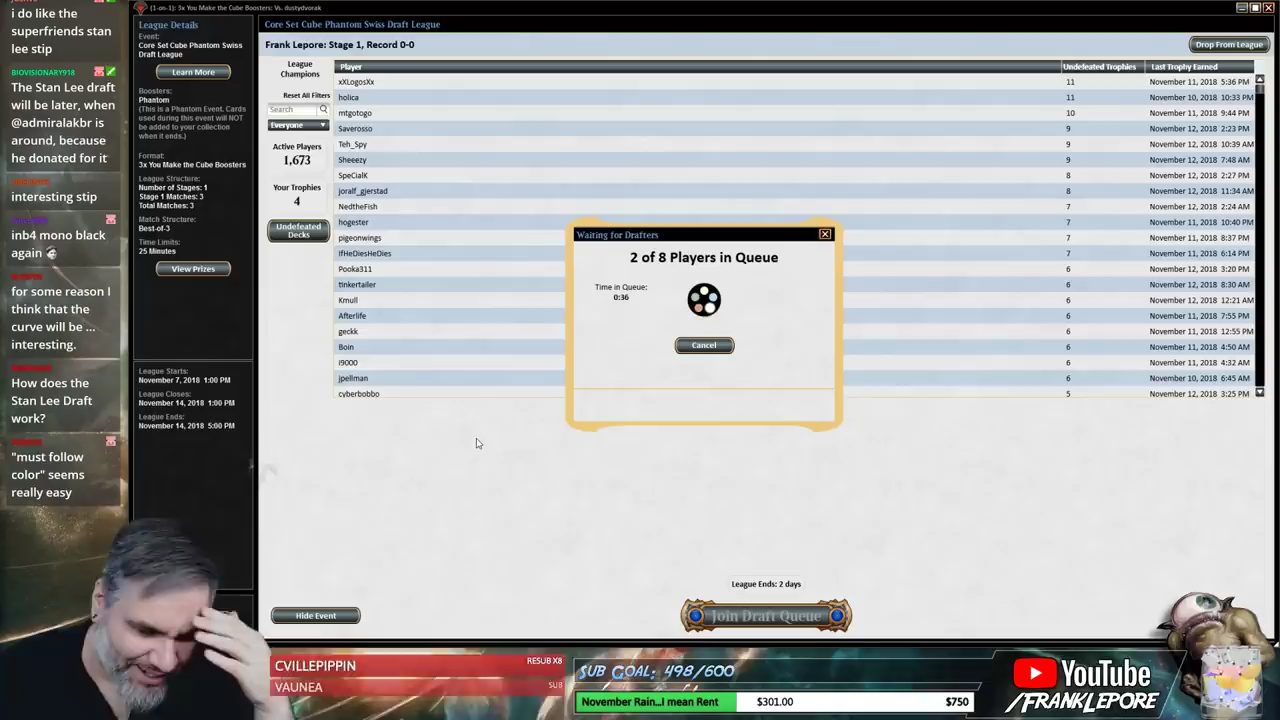 (1-on-1): 3x You Make the Cube Boosters: Vs. dustydvorak
i do like the
superfriends stan
lee stip
BIOVISIONARY918
The Stan Lee draft
will be later, when
@admiralakbr is
around, because
he donated for it
interesting stip
inb4 mono black
again
for some reason I
think that the
curve will be ...
interesting.
How does the
Stan Lee Draft
work?
"must follow
color" seems
really easy
League Details
Event:
Core Set Cube Phantom Swiss
Draft League
Learn More
Boosters:
Phantom
(This is a Phantom Event. Cards
used during this event will NOT
be added to your collection
when it ends.)
Format:
3x You Make the Cube Boosters
League Structure:
Number of Stages: 1
Stage 1 Matches: 3
Total Matches: 3
Match Structure:
Best-of-3
Time Limits:
25 Minutes
View Prizes
League Starts:
November 7, 2018 1:00 PM
League Closes:
November 14, 2018 1:00 PM
League Ends:
November 14, 2018 5:00 PM
Core Set Cube Phantom Swiss Draft League
Frank Lepore: Stage 1, Record 0-0
Drop From League
League
Champions
Reset All Filters
Search
Everyone
Active Players
1,673
Your Trophies
4
Undefeated
Decks
Player Undefeated Trophies Last Trophy Earned
xXLogosXx 11 November 11, 2018 5:36 PM
holica 11 November 10, 2018 10:33 PM
mtgotogo 10 November 11, 2018 9:44 PM
Saverosso 9 November 12, 2018 2:23 PM
Teh_Spy 9 November 12, 2018 10:39 AM
Sheeezy 9 November 12, 2018 7:48 AM
SpeCialK 8 November 12, 2018 2:27 PM
joralf_gjerstad 8 November 12, 2018 11:34 AM
NedtheFish 7 November 12, 2018 2:24 AM
hogester 7 November 11, 2018 10:40 PM
pigeonwings 7 November 11, 2018 8:37 PM
IfHeDiesHeDies 7 November 11, 2018 6:14 PM
Pooka311 6 November 12, 2018 3:20 PM
tinkertailer 6 November 12, 2018 8:30 AM
Kmull 6 November 12, 2018 12:21 AM
Afterlife 6 November 11, 2018 7:55 PM
geckk 6 November 11, 2018 12:55 PM
Boin 6 November 11, 2018 4:50 AM
i9000 6 November 11, 2018 4:32 AM
jpellman 6 November 10, 2018 6:45 AM
cyberbobbo 5 November 12, 2018 3:25 PM
Waiting for Drafters
2 of 8 Players in Queue
Time in Queue:
0:36
Cancel
League Ends: 2 days
Hide Event
Join Draft Queue
CVILLEPIPPIN RESUB X8
VAUNEA SUB
SUB GOAL: 498/600
November Rain...I mean Rent $301.00 $750
YouTube
/FRANKLEPORE